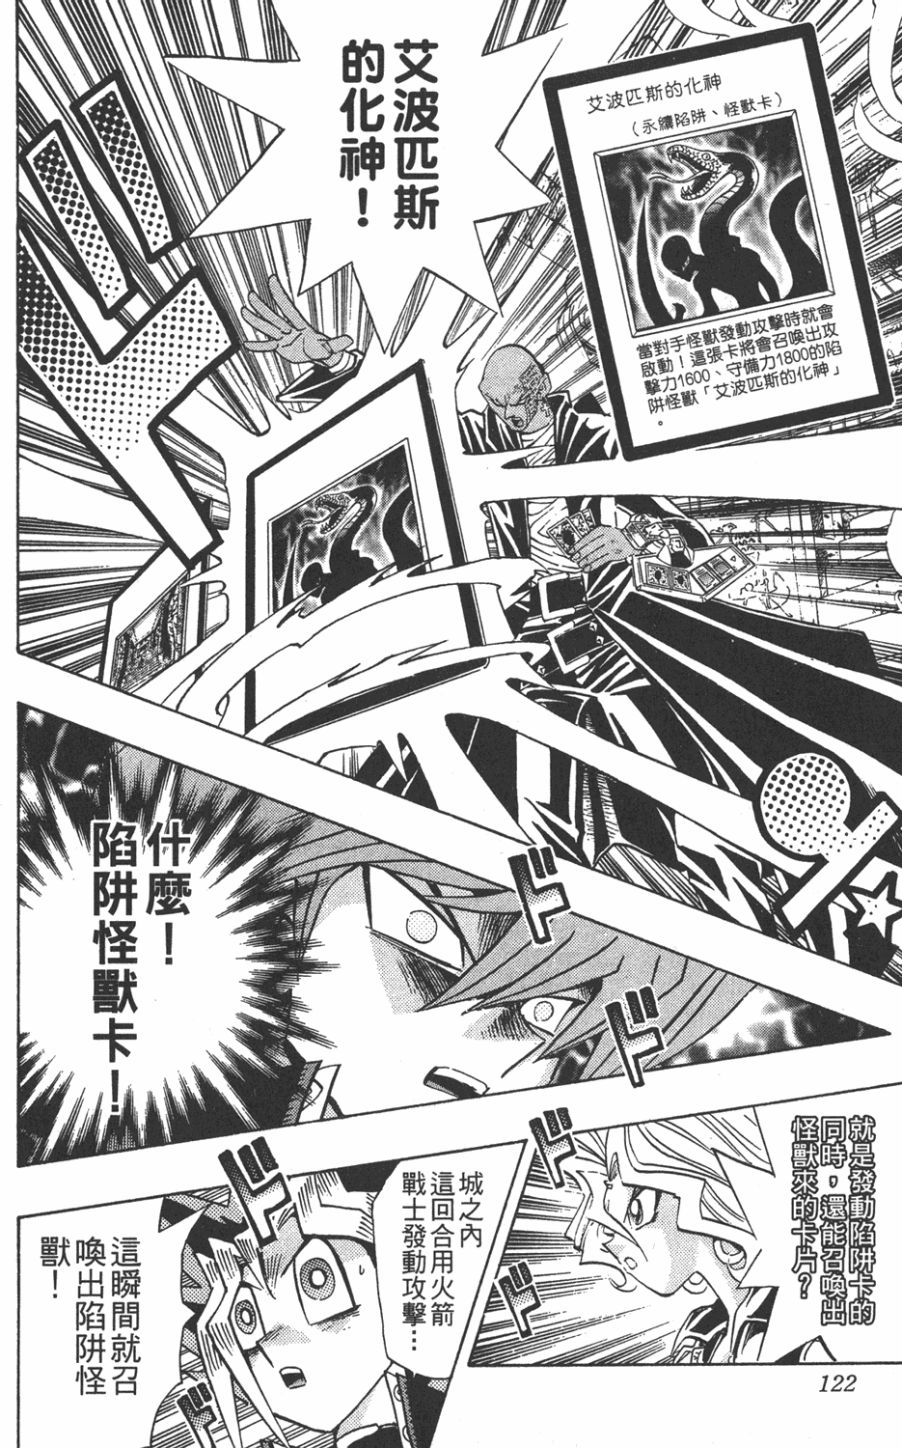 艾波匹斯的化神
（永續陷阱、怪獸卡）
當對手怪獸發動攻擊時就會
啟動！這張卡將會召喚出攻
擊力1600、守備力1800的陷
阱怪獸「艾波匹斯的化神」
。
艾波匹斯
的化神！
什麼！
陷阱怪獸卡！
ド
ド
就是發動陷阱卡的
同時，還能召喚出
怪獸來的卡片？
ド
ド
城之內
這回合用火箭
戰士發動攻擊…
ド
ド
這瞬間就召
喚出陷阱怪
獸！
122